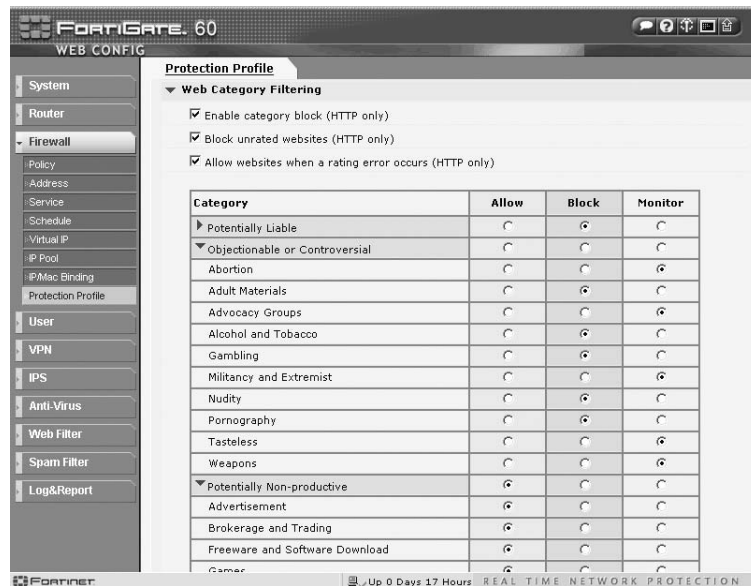 FORTIGATE. 60
WEB CONFIG
System
Router
Firewall
Policy
Address
Service
Schedule
Virtual IP
IP Pool
IP/Mac Binding
Protection Profile
User
VPN
IPS
Anti-Virus
Web Filter
Spam Filter
Log&Report
Protection Profile
Web Category Filtering
Enable category block (HTTP only)
Block unrated websites (HTTP only)
Allow websites when a rating error occurs (HTTP only)
Category Allow Block Monitor
Potentially Liable
Objectionable or Controversial
Abortion
Adult Materials
Advocacy Groups
Alcohol and Tobacco
Gambling
Militancy and Extremist
Nudity
Pornography
Tasteless
Weapons
Potentially Non-productive
Advertisement
Brokerage and Trading
Freeware and Software Download
Games
FORTINET
Up 0 Days 17 Hours REAL TIME NETWORK PROTECTION